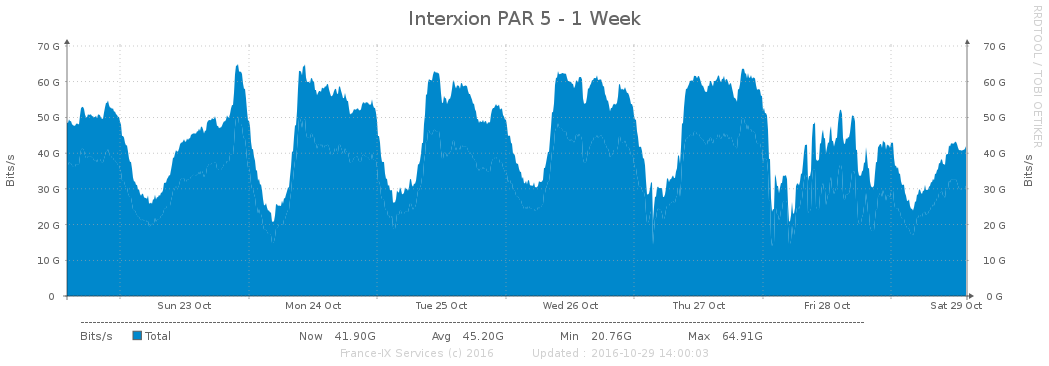 Interxion PAR 5 - 1 Week
RRDTOOL / TOBI OETIKER
70 G 70 G
60 G 60 G
50 G 50 G
40 G 40 G
30 G 30 G
20 G 20 G
10 G 10 G
0 0 G
Bits/s Bits/s
Sun 23 Oct Mon 24 Oct Tue 25 Oct Wed 26 Oct Thu 27 Oct Fri 28 Oct Sat 29 Oct
Bits/s Total Now 41.90G Avg 45.20G Min 20.76G Max 64.91G
France-IX Services (c) 2016 Updated : 2016-10-29 14:00:03